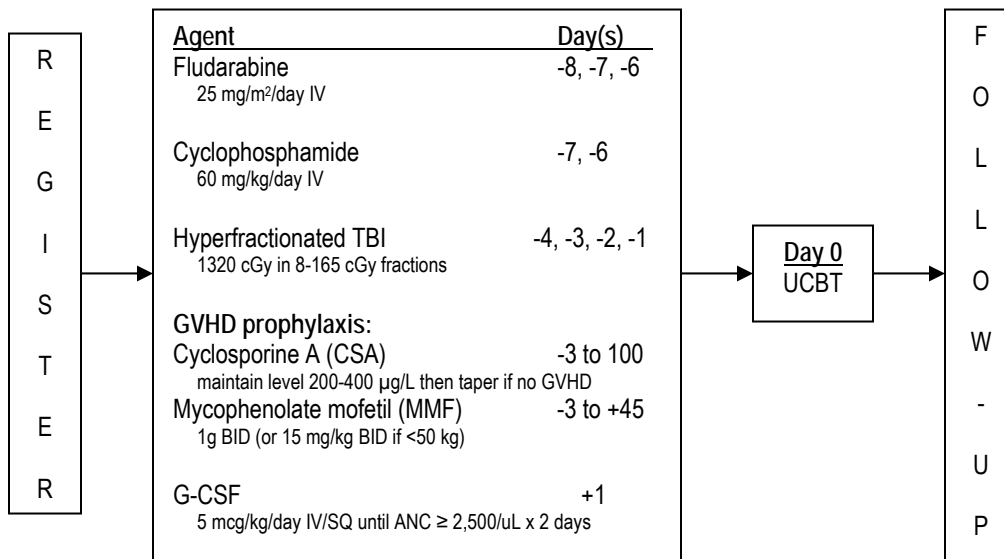 REGISTER
Agent Day(s)
Fludarabine -8, -7, -6
25 mg/m²/day IV
Cyclophosphamide -7, -6
60 mg/kg/day IV
Hyperfractionated TBI -4, -3, -2, -1
1320 cGy in 8-165 cGy fractions
GVHD prophylaxis:
Cyclosporine A (CSA) -3 to 100
maintain level 200-400 µg/L then taper if no GVHD
Mycophenolate mofetil (MMF) -3 to +45
1g BID (or 15 mg/kg BID if <50 kg)
G-CSF +1
5 mcg/kg/day IV/SQ until ANC ≥ 2,500/uL x 2 days
Day 0
UCBT
FOLLOW-UP